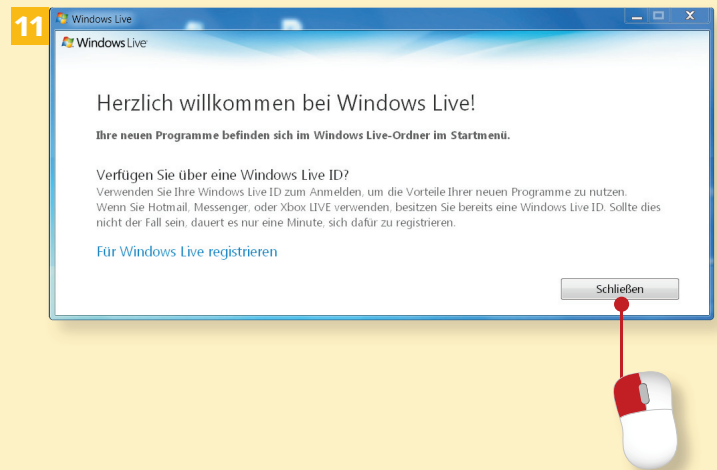 11
Windows Live
Windows Live
Herzlich willkommen bei Windows Live!
Ihre neuen Programme befinden sich im Windows Live-Ordner im Startmenü.
Verfügen Sie über eine Windows Live ID?
Verwenden Sie Ihre Windows Live ID zum Anmelden, um die Vorteile Ihrer neuen Programme zu nutzen.
Wenn Sie Hotmail, Messenger, oder Xbox LIVE verwenden, besitzen Sie bereits eine Windows Live ID. Sollte dies
nicht der Fall sein, dauert es nur eine Minute, sich dafür zu registrieren.
Für Windows Live registrieren
Schließen